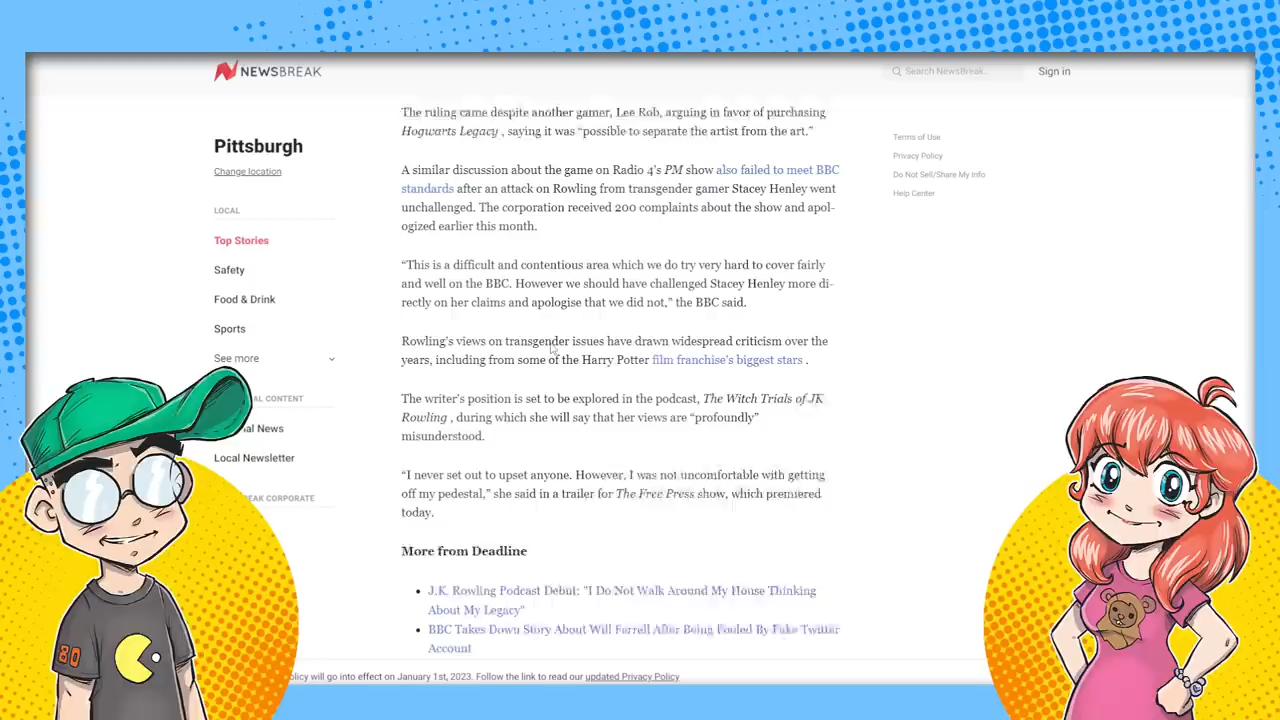 NEWSBREAK
Search NewsBreak..
Sign in
Pittsburgh
Change location
LOCAL
Top Stories
Safety
Food & Drink
Sports
See more
AL CONTENT
al News
Local Newsletter
EAK CORPORATE
The ruling came despite another gamer, Lee Rob, arguing in favor of purchasing
Hogwarts Legacy , saying it was “possible to separate the artist from the art.”
A similar discussion about the game on Radio 4’s PM show also failed to meet BBC
standards after an attack on Rowling from transgender gamer Stacey Henley went
unchallenged. The corporation received 200 complaints about the show and apol-
ogized earlier this month.
“This is a difficult and contentious area which we do try very hard to cover fairly
and well on the BBC. However we should have challenged Stacey Henley more di-
rectly on her claims and apologise that we did not,” the BBC said.
Rowling’s views on transgender issues have drawn widespread criticism over the
years, including from some of the Harry Potter film franchise’s biggest stars .
The writer’s position is set to be explored in the podcast, The Witch Trials of JK
Rowling , during which she will say that her views are “profoundly”
misunderstood.
“I never set out to upset anyone. However, I was not uncomfortable with getting
off my pedestal,” she said in a trailer for The Free Press show, which premiered
today.
More from Deadline
J.K. Rowling Podcast Debut: "I Do Not Walk Around My House Thinking
About My Legacy"
BBC Takes Down Story About Will Ferrell After Being Fooled By Fake Twitter
Account
Terms of Use
Privacy Policy
Do Not Sell/Share My Info
Help Center
olicy will go into effect on January 1st, 2023. Follow the link to read our updated Privacy Policy
80